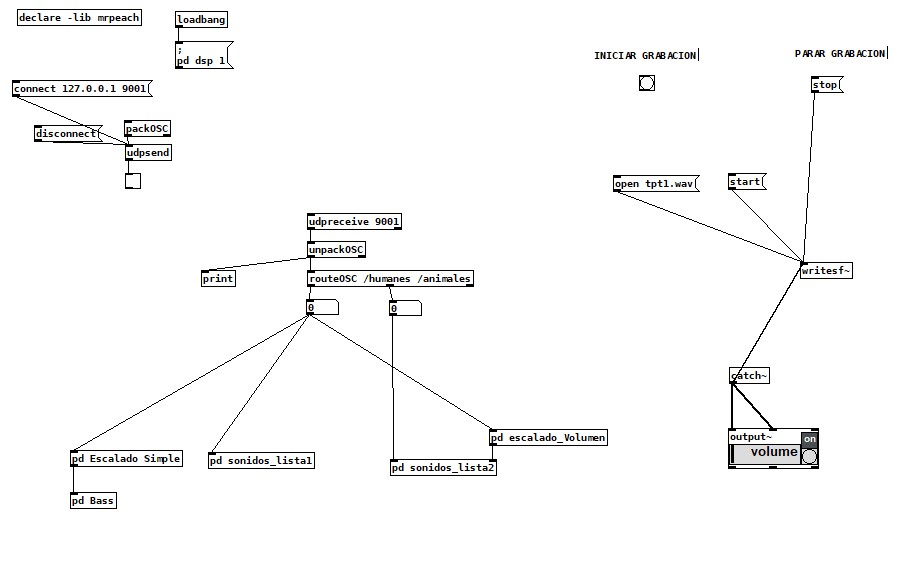 declare -lib mrpeach
loadbang
;
pd dsp 1
INICIAR GRABACION
PARAR GRABACION
connect 127.0.0.1 9001
stop
disconnect
packOSC
udpsend
open tpt1.wav
start
udpreceive 9001
unpackOSC
print
routeOSC /humanes /animales
writesf~
0
0
catch~
pd escalado_Volumen
output~
on
volume
pd Escalado Simple
pd sonidos_lista1
pd sonidos_lista2
pd Bass